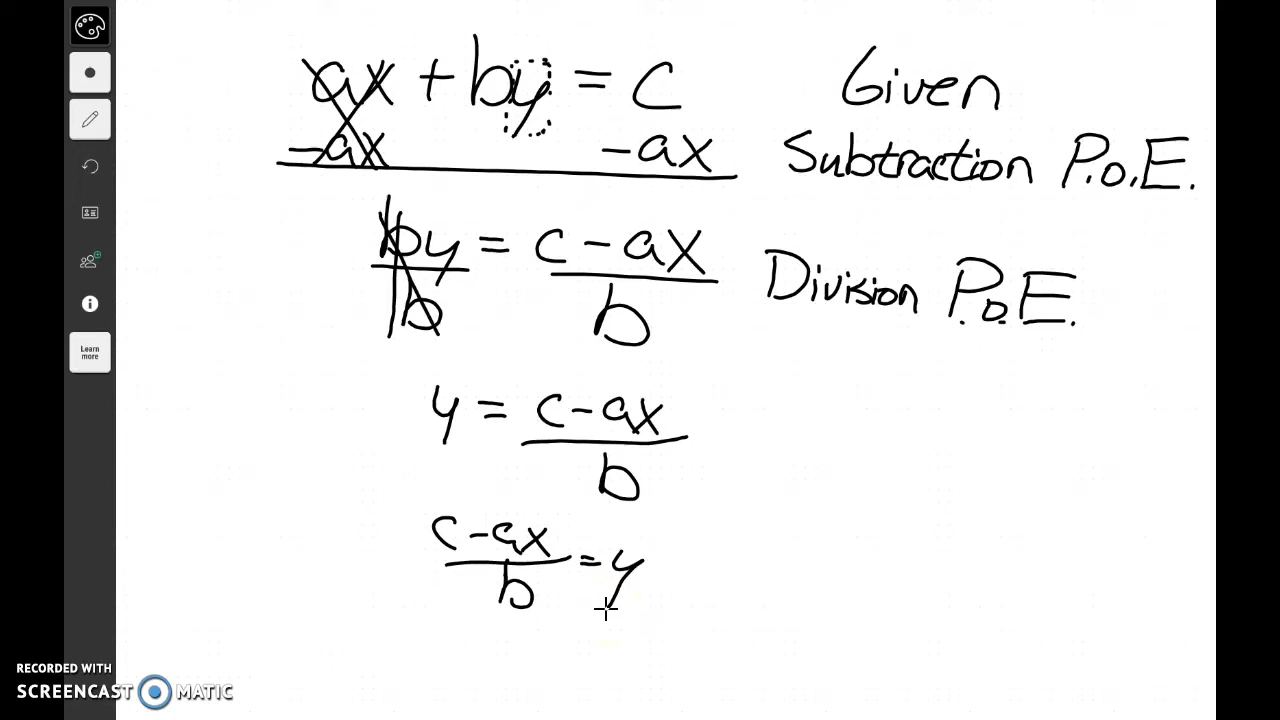 ax + by = c Given
-ax -ax Subtraction P.o.E.
by = c - ax Division P.o.E.
b b
y = c - ax
b
c - ax = y
b
Learn more
RECORDED WITH
SCREENCAST MATIC